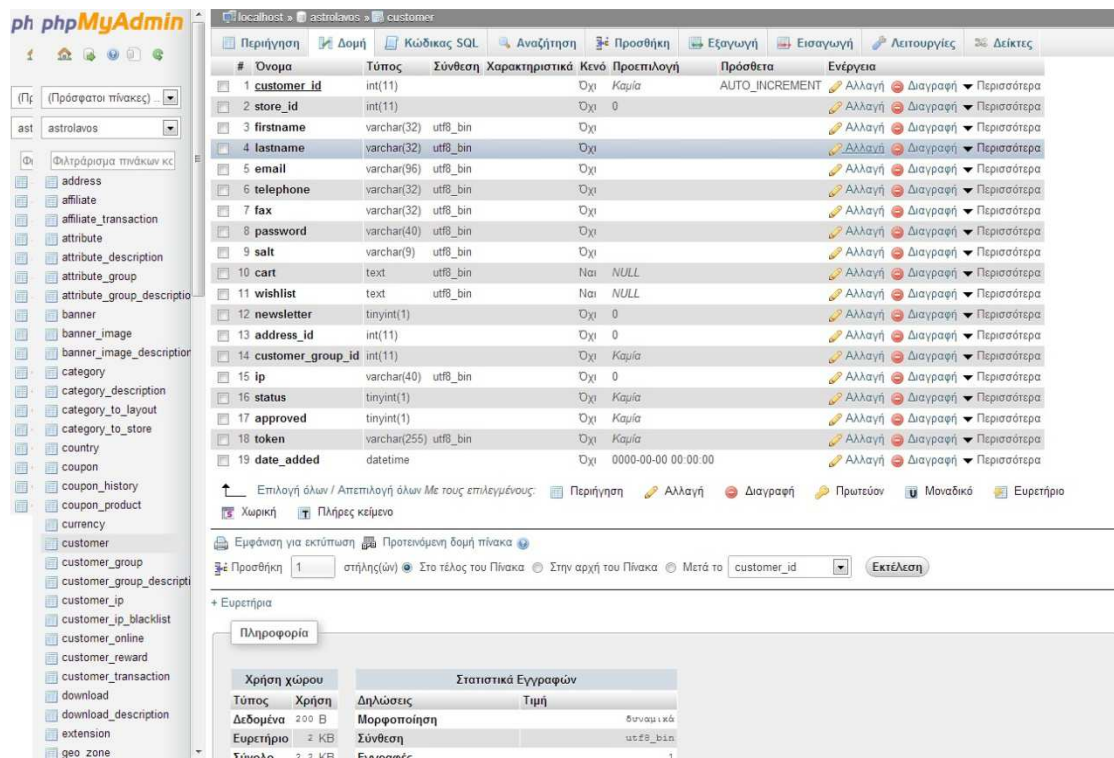 ph phpMyAdmin
localhost » astrolavos » customer
Περιήγηση Δομή Κώδικας SQL Αναζήτηση Προσθήκη Εξαγωγή Εισαγωγή Λειτουργίες Δείκτες
(Πρ (Πρόσφατοι πίνακες) ...
ast astrolavos
Φι Φιλτράρισμα πινάκων κα
address
affiliate
affiliate_transaction
attribute
attribute_description
attribute_group
attribute_group_descriptio
banner
banner_image
banner_image_description
category
category_description
category_to_layout
category_to_store
country
coupon
coupon_history
coupon_product
currency
customer
customer_group
customer_group_descripti
customer_ip
customer_ip_blacklist
customer_online
customer_reward
customer_transaction
download
download_description
extension
geo_zone
# Όνομα Τύπος Σύνθεση Χαρακτηριστικά Κενό Προεπιλογή Πρόσθετα Ενέργεια
1 customer_id int(11) Όχι Καμία AUTO_INCREMENT Αλλαγή Διαγραφή Περισσότερα
2 store_id int(11) Όχι 0 Αλλαγή Διαγραφή Περισσότερα
3 firstname varchar(32) utf8_bin Όχι Αλλαγή Διαγραφή Περισσότερα
4 lastname varchar(32) utf8_bin Όχι Αλλαγή Διαγραφή Περισσότερα
5 email varchar(96) utf8_bin Όχι Αλλαγή Διαγραφή Περισσότερα
6 telephone varchar(32) utf8_bin Όχι Αλλαγή Διαγραφή Περισσότερα
7 fax varchar(32) utf8_bin Όχι Αλλαγή Διαγραφή Περισσότερα
8 password varchar(40) utf8_bin Όχι Αλλαγή Διαγραφή Περισσότερα
9 salt varchar(9) utf8_bin Όχι Αλλαγή Διαγραφή Περισσότερα
10 cart text utf8_bin Ναι NULL Αλλαγή Διαγραφή Περισσότερα
11 wishlist text utf8_bin Ναι NULL Αλλαγή Διαγραφή Περισσότερα
12 newsletter tinyint(1) Όχι 0 Αλλαγή Διαγραφή Περισσότερα
13 address_id int(11) Όχι 0 Αλλαγή Διαγραφή Περισσότερα
14 customer_group_id int(11) Όχι Καμία Αλλαγή Διαγραφή Περισσότερα
15 ip varchar(40) utf8_bin Όχι 0 Αλλαγή Διαγραφή Περισσότερα
16 status tinyint(1) Όχι Καμία Αλλαγή Διαγραφή Περισσότερα
17 approved tinyint(1) Όχι Καμία Αλλαγή Διαγραφή Περισσότερα
18 token varchar(255) utf8_bin Όχι Καμία Αλλαγή Διαγραφή Περισσότερα
19 date_added datetime Όχι 0000-00-00 00:00:00 Αλλαγή Διαγραφή Περισσότερα
Επιλογή όλων / Απεπιλογή όλων Με τους επιλεγμένους: Περιήγηση Αλλαγή Διαγραφή Πρωτεύον Μοναδικό Ευρετήριο
Χωρική Πλήρες κείμενο
Εμφάνιση για εκτύπωση Προτεινόμενη δομή πίνακα
Προσθήκη 1 στήλης(ών) Στο τέλος του Πίνακα Στην αρχή του Πίνακα Μετά το customer_id Εκτέλεση
+ Ευρετήρια
Πληροφορία
Χρήση χώρου
Τύπος Χρήση
Δεδομένα 200 B
Ευρετήριο 2 KB
Σύνολο 2,2 KB
Στατιστικά Εγγραφών
Δηλώσεις Τιμή
Μορφοποίηση δυναμικά
Σύνθεση utf8_bin
Εγγραφές 1